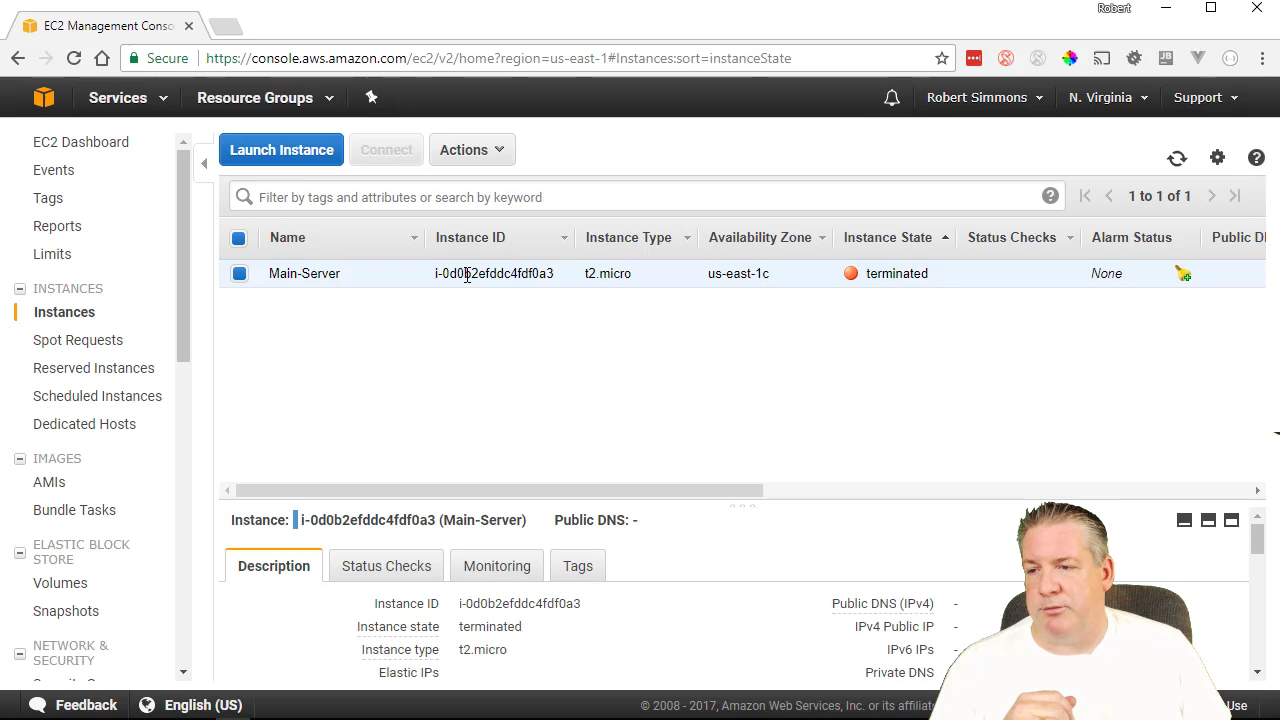 EC2 Management Conso
Robert
Secure
https://console.aws.amazon.com/ec2/v2/home?region=us-east-1#Instances:sort=instanceState
Services
Resource Groups
Robert Simmons
N. Virginia
Support
EC2 Dashboard
Events
Tags
Reports
Limits
INSTANCES
Instances
Spot Requests
Reserved Instances
Scheduled Instances
Dedicated Hosts
IMAGES
AMIs
Bundle Tasks
ELASTIC BLOCK
STORE
Volumes
Snapshots
NETWORK &
SECURITY
Launch Instance
Connect
Actions
Filter by tags and attributes or search by keyword
1 to 1 of 1
Name
Instance ID
Instance Type
Availability Zone
Instance State
Status Checks
Alarm Status
Public D
Main-Server
i-0d0b2efddc4fdf0a3
t2.micro
us-east-1c
terminated
None
Instance: i-0d0b2efddc4fdf0a3 (Main-Server)
Public DNS: -
Description
Status Checks
Monitoring
Tags
Instance ID i-0d0b2efddc4fdf0a3
Instance state terminated
Instance type t2.micro
Elastic IPs
Public DNS (IPv4) -
IPv4 Public IP -
IPv6 IPs -
Private DNS
Feedback
English (US)
© 2008 - 2017, Amazon Web Services, Inc. or its affiliat
Use